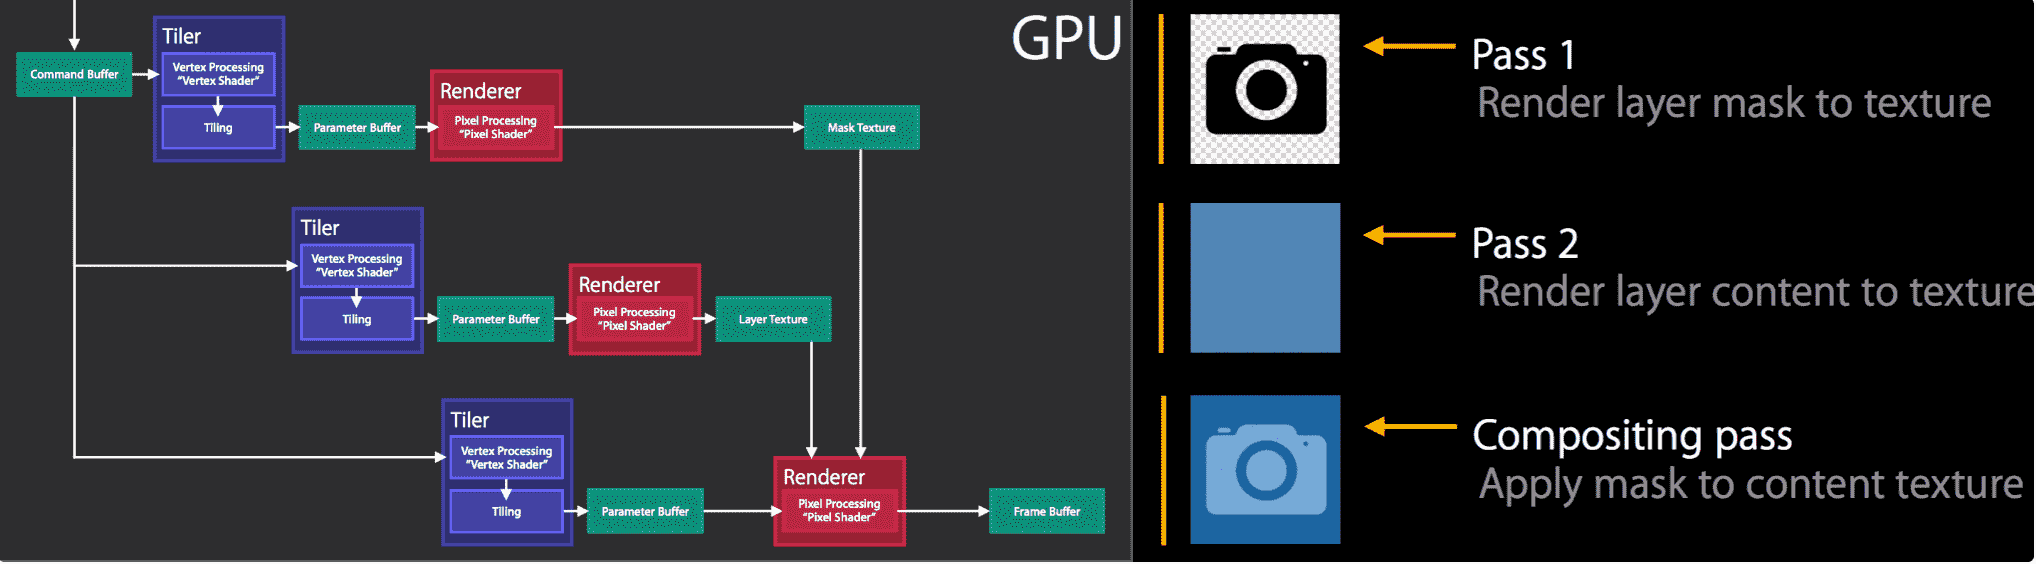 GPU
Command Buffer
Tiler
Vertex Processing
“Vertex Shader”
Tiling
Parameter Buffer
Renderer
Pixel Processing
“Pixel Shader”
Mask Texture
Tiler
Vertex Processing
“Vertex Shader”
Tiling
Parameter Buffer
Renderer
Pixel Processing
“Pixel Shader”
Layer Texture
Tiler
Vertex Processing
“Vertex Shader”
Tiling
Parameter Buffer
Renderer
Pixel Processing
“Pixel Shader”
Frame Buffer
Pass 1
Render layer mask to texture
Pass 2
Render layer content to texture
Compositing pass
Apply mask to content texture